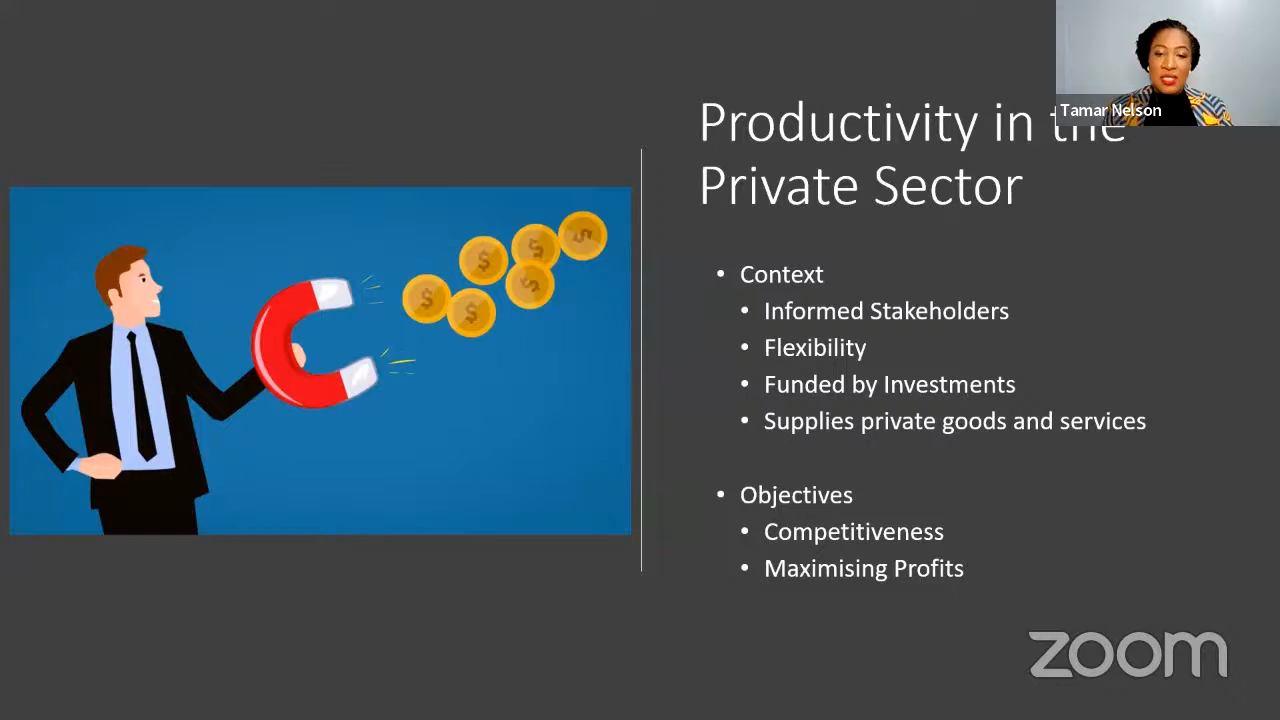 Tamar Nelson
Productivity in the
Private Sector
• Context
• Informed Stakeholders
• Flexibility
• Funded by Investments
• Supplies private goods and services
• Objectives
• Competitiveness
• Maximising Profits
zoom
$ $ $ $ $ $